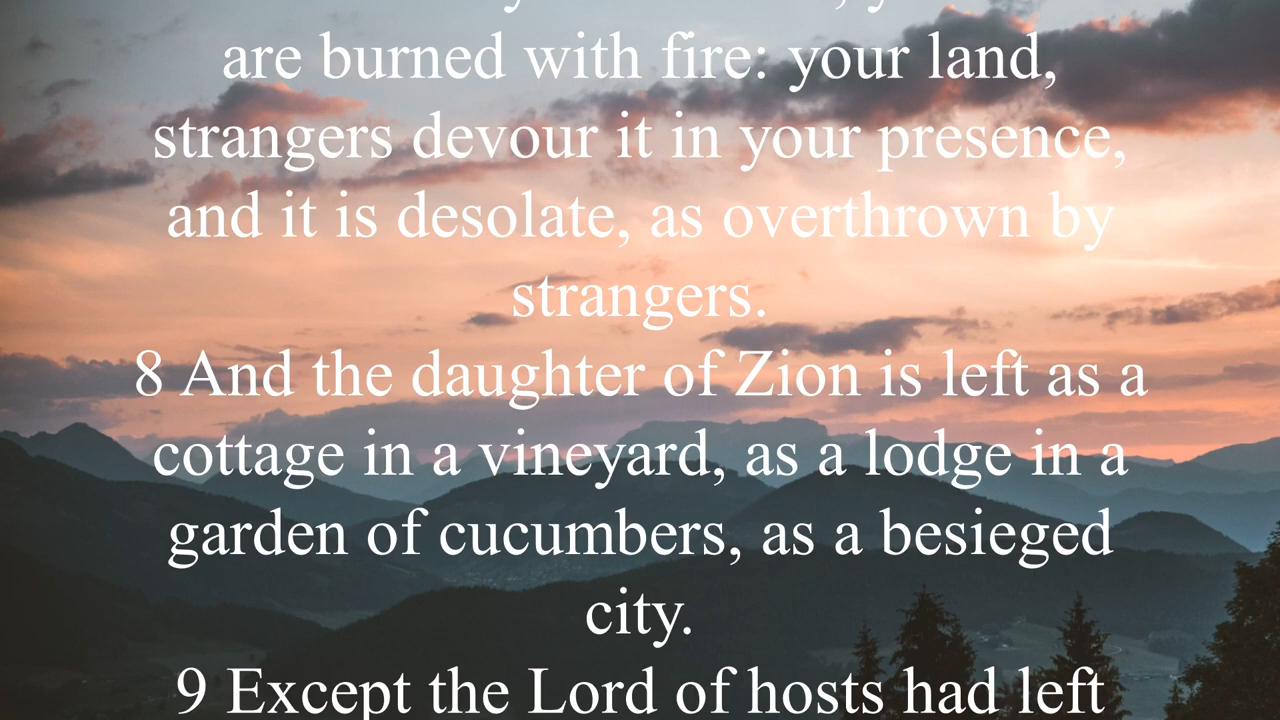 are burned with fire: your land,
strangers devour it in your presence,
and it is desolate, as overthrown by
strangers.
8 And the daughter of Zion is left as a
cottage in a vineyard, as a lodge in a
garden of cucumbers, as a besieged
city.
9 Except the Lord of hosts had left